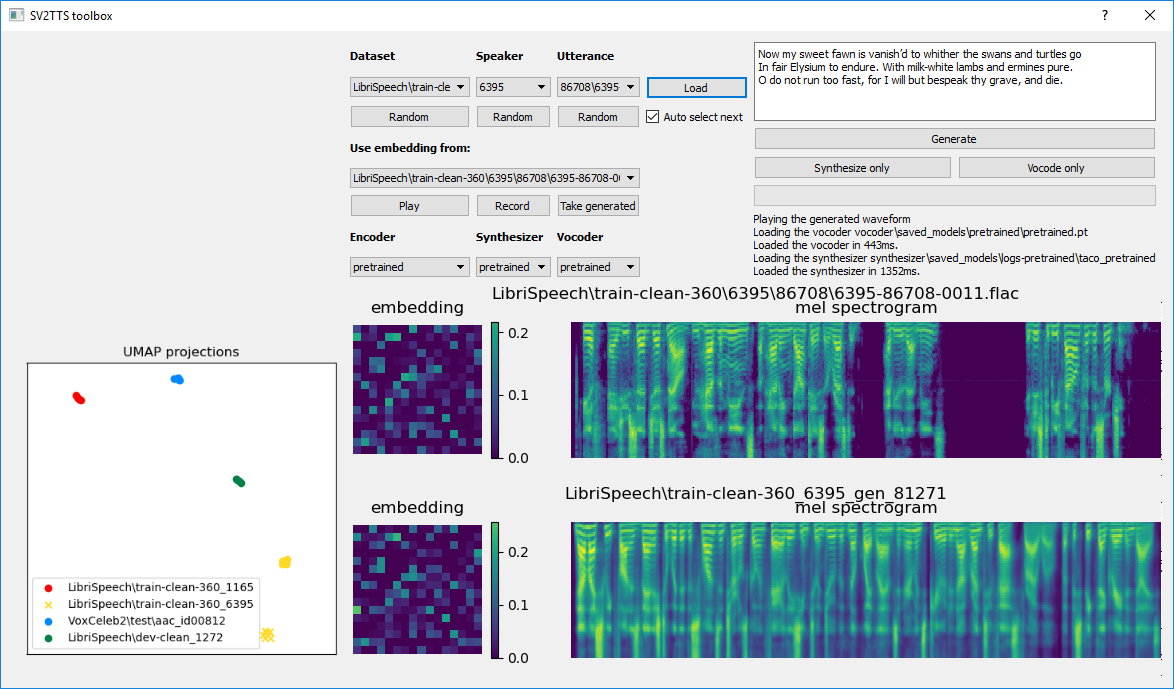 SV2TTS toolbox
?
Dataset
Speaker
Utterance
LibriSpeech\train-cle
6395
86708\6395-
Load
Random
Random
Random
Auto select next
Use embedding from:
LibriSpeech\train-clean-360\6395\86708\6395-86708-00
Play
Record
Take generated
Encoder
Synthesizer
Vocoder
pretrained
pretrained
pretrained
Now my sweet fawn is vanish’d to whither the swans and turtles go
In fair Elysium to endure. With milk-white lambs and ermines pure.
O do not run too fast, for I will but bespeak thy grave, and die.
Generate
Synthesize only
Vocode only
Playing the generated waveform
Loading the vocoder vocoder\saved_models\pretrained\pretrained.pt
Loaded the vocoder in 443ms.
Loading the synthesizer synthesizer\saved_models\logs-pretrained\taco_pretrained
Loaded the synthesizer in 1352ms.
LibriSpeech\train-clean-360\6395\86708\6395-86708-0011.flac
embedding
mel spectrogram
0.2
0.1
0.0
UMAP projections
LibriSpeech\train-clean-360_1165
LibriSpeech\train-clean-360_6395
VoxCeleb2\test\aac_id00812
LibriSpeech\dev-clean_1272
LibriSpeech\train-clean-360_6395_gen_81271
embedding
mel spectrogram
0.2
0.1
0.0